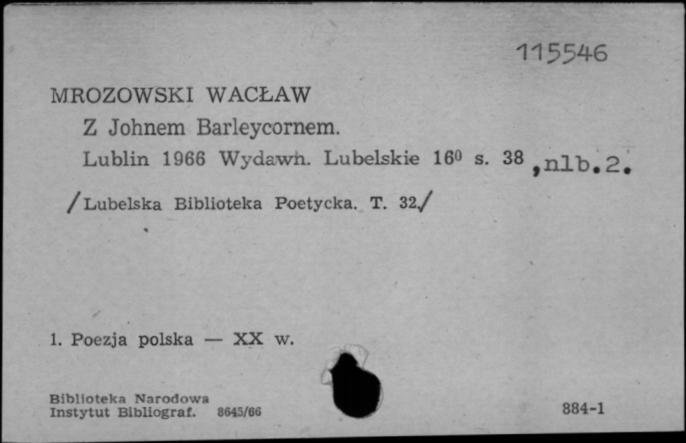 115546
MROZOWSKI WACŁAW
Z Johnem Barleycornem.
Lublin 1966 Wydawn. Lubelskie 16⁰ s. 38, nlb. 2.
/Lubelska Biblioteka Poetycka. T. 32/
1. Poezja polska — XX w.
Biblioteka Narodowa
Instytut Bibliograf. 8645/66
884-1